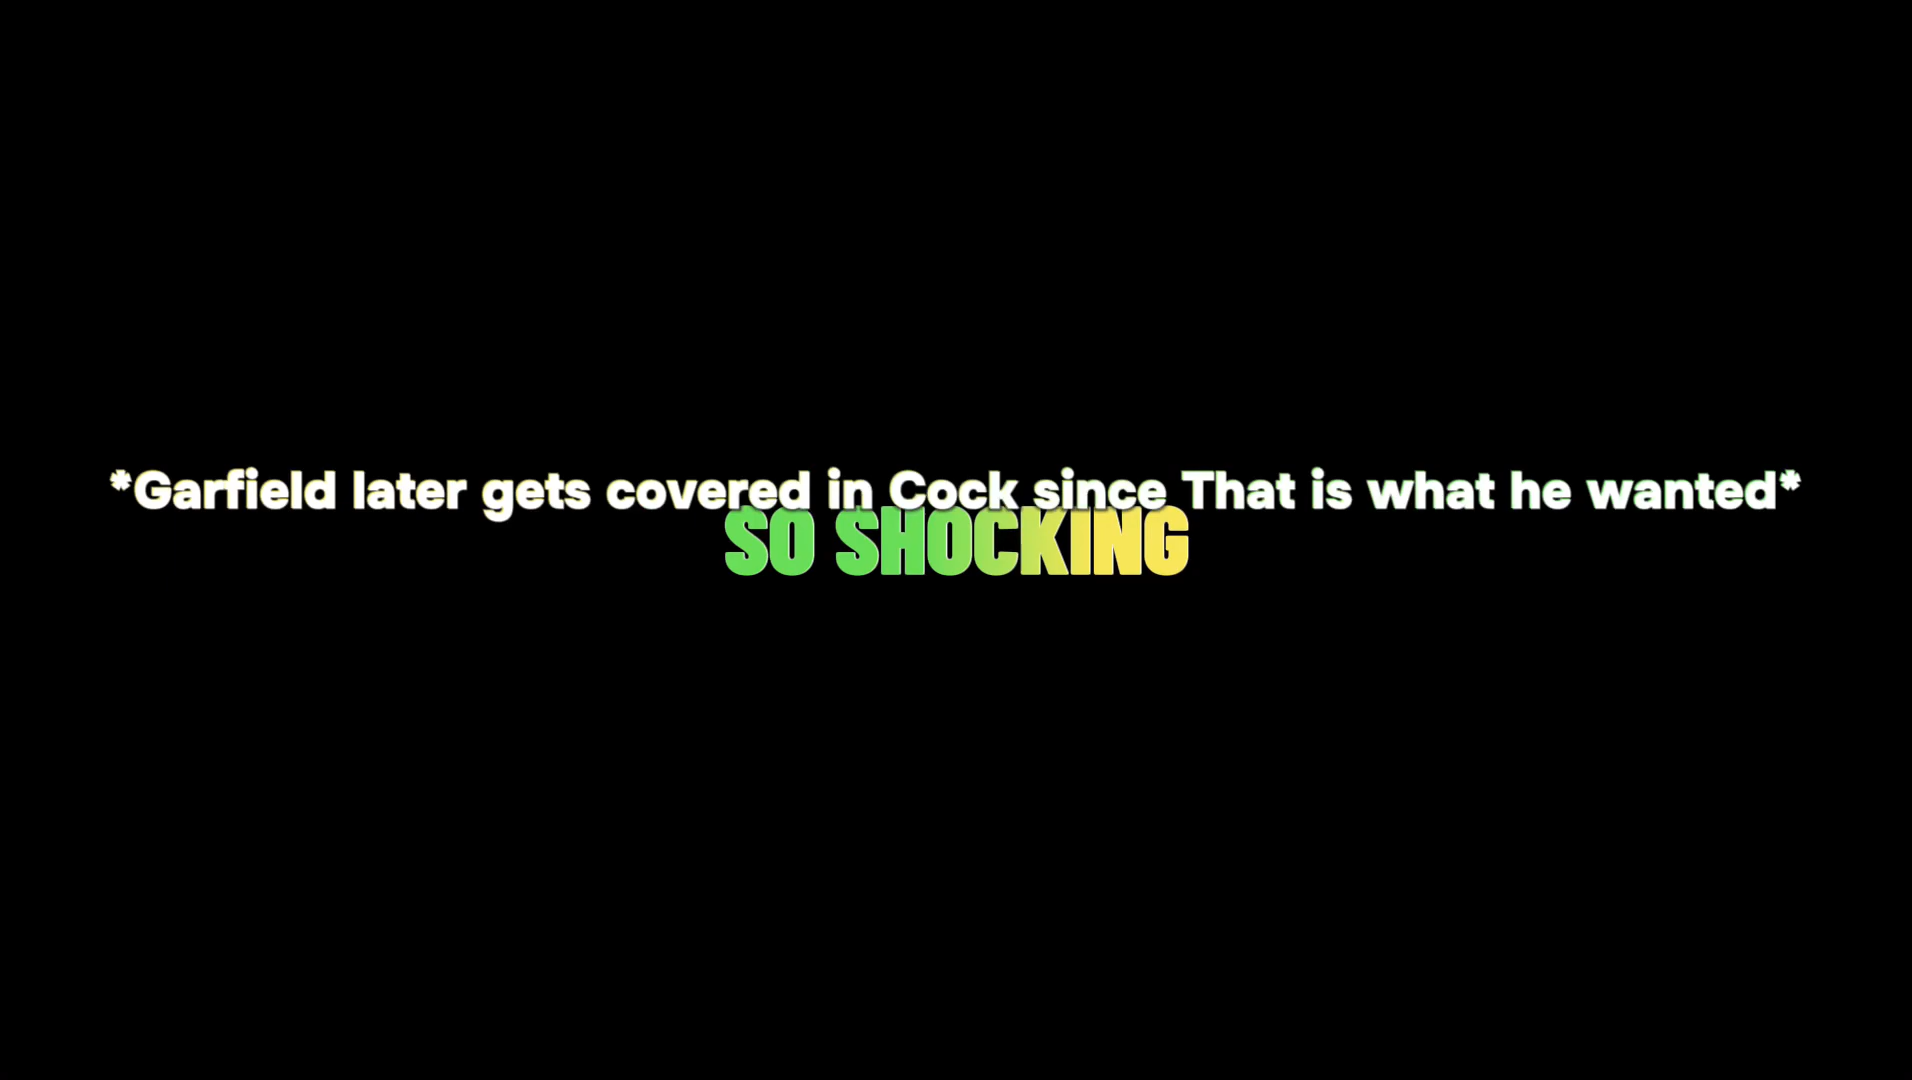 *Garfield later gets covered in Cock since That is what he wanted*
SO SHOCKING